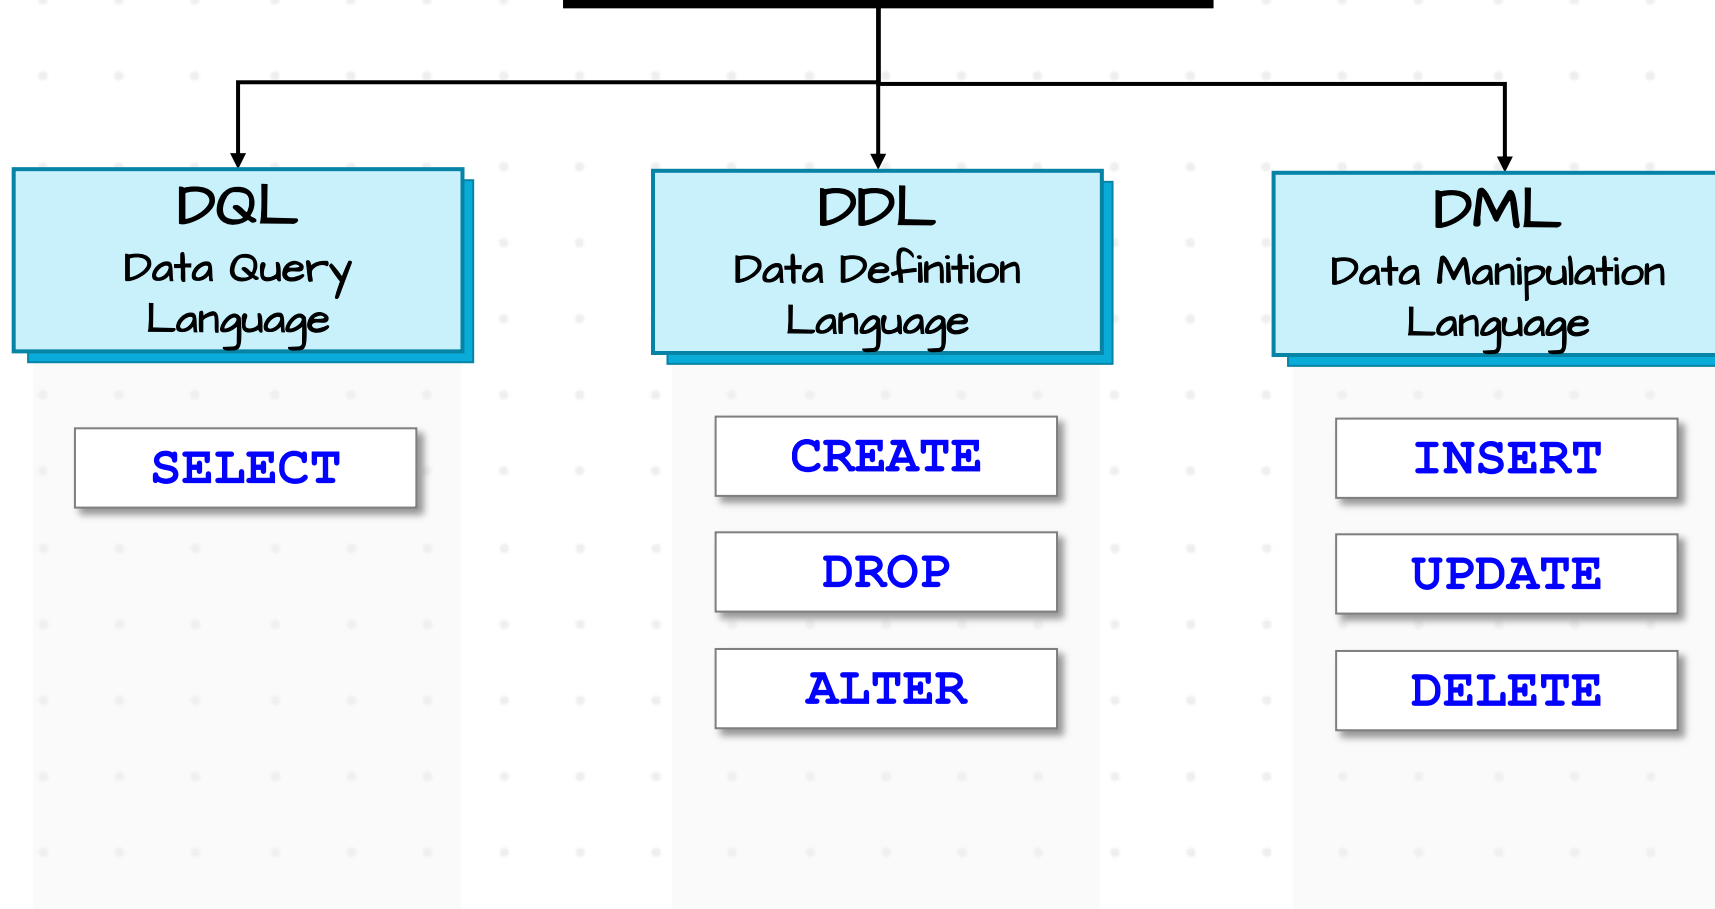 DQL
Data Query
Language
SELECT
DDL
Data Definition
Language
CREATE
DROP
ALTER
DML
Data Manipulation
Language
INSERT
UPDATE
DELETE